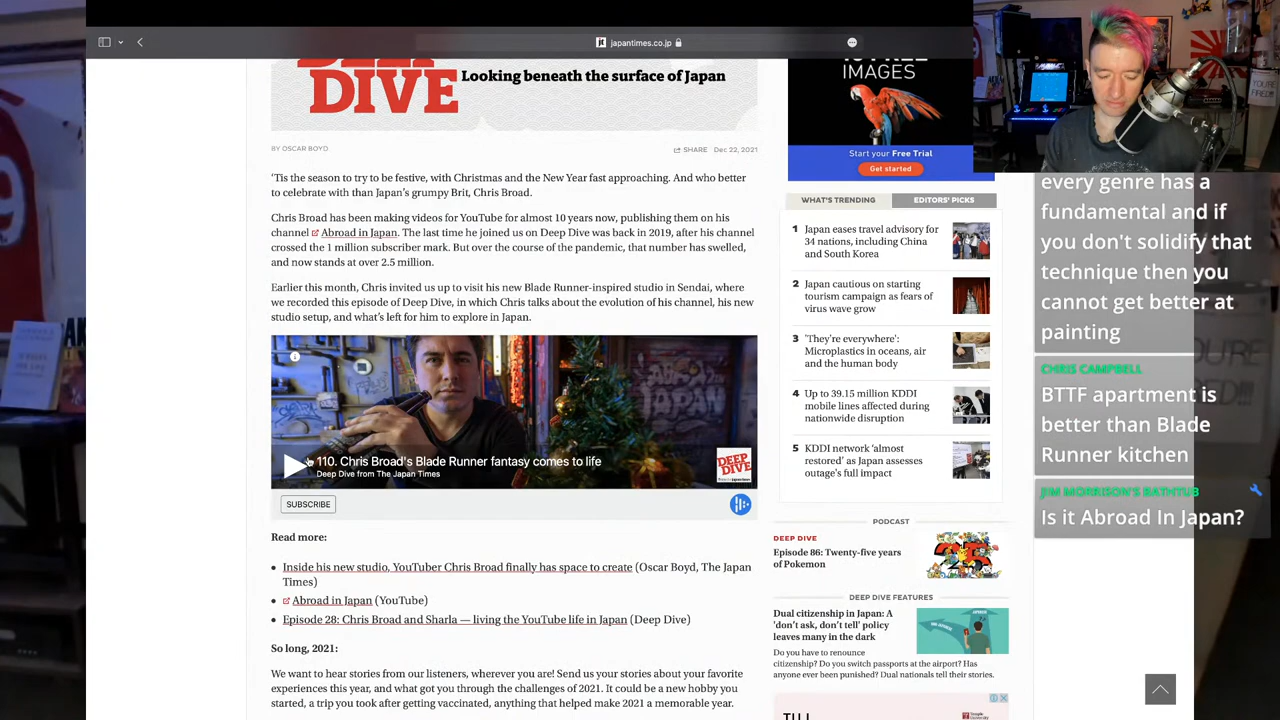 japantimes.co.jp
DEEP
DIVE
Looking beneath the surface of Japan
BY OSCAR BOYD
SHARE Dec 22, 2021
'Tis the season to try to be festive, with Christmas and the New Year fast approaching. And who better
to celebrate with than Japan's grumpy Brit, Chris Broad.
Chris Broad has been making videos for YouTube for almost 10 years now, publishing them on his
channel Abroad in Japan. The last time he joined us on Deep Dive was back in 2019, after his channel
crossed the 1 million subscriber mark. But over the course of the pandemic, that number has swelled,
and now stands at over 2.5 million.
Earlier this month, Chris invited us up to visit his new Blade Runner-inspired studio in Sendai, where
we recorded this episode of Deep Dive, in which Chris talks about the evolution of his channel, his new
studio setup, and what's left for him to explore in Japan.
110. Chris Broad's Blade Runner fantasy comes to life
Deep Dive from The Japan Times
DEEP
DIVE
SUBSCRIBE
Read more:
• Inside his new studio, YouTuber Chris Broad finally has space to create (Oscar Boyd, The Japan
Times)
• Abroad in Japan (YouTube)
• Episode 28: Chris Broad and Sharla — living the YouTube life in Japan (Deep Dive)
So long, 2021:
We want to hear stories from our listeners, wherever you are! Send us your stories about your favorite
experiences this year, and what got you through the challenges of 2021. It could be a new hobby you
started, a trip you took after getting vaccinated, anything that helped make 2021 a memorable year.
IMAGES
Start your Free Trial
Get started
WHAT'S TRENDING
EDITORS' PICKS
1 Japan eases travel advisory for
34 nations, including China
and South Korea
2 Japan cautious on starting
tourism campaign as fears of
virus wave grow
3 'They're everywhere':
Microplastics in oceans, air
and the human body
4 Up to 39.15 million KDDI
mobile lines affected during
nationwide disruption
5 KDDI network 'almost
restored' as Japan assesses
outage's full impact
PODCAST
DEEP DIVE
Episode 86: Twenty-five years
of Pokemon
DEEP DIVE FEATURES
Dual citizenship in Japan: A
'don't ask, don't tell' policy
leaves many in the dark
Do you have to renounce
citizenship? Do you switch passports at the airport? Has
anyone ever been punished? Dual nationals tell their stories.
every genre has a
fundamental and if
you don't solidify that
technique then you
cannot get better at
painting
CHRIS CAMPBELL
BTTF apartment is
better than Blade
Runner kitchen
JIM MORRISON'S BATHTUB
Is it Abroad In Japan?
YOU'RE
FIRED!!